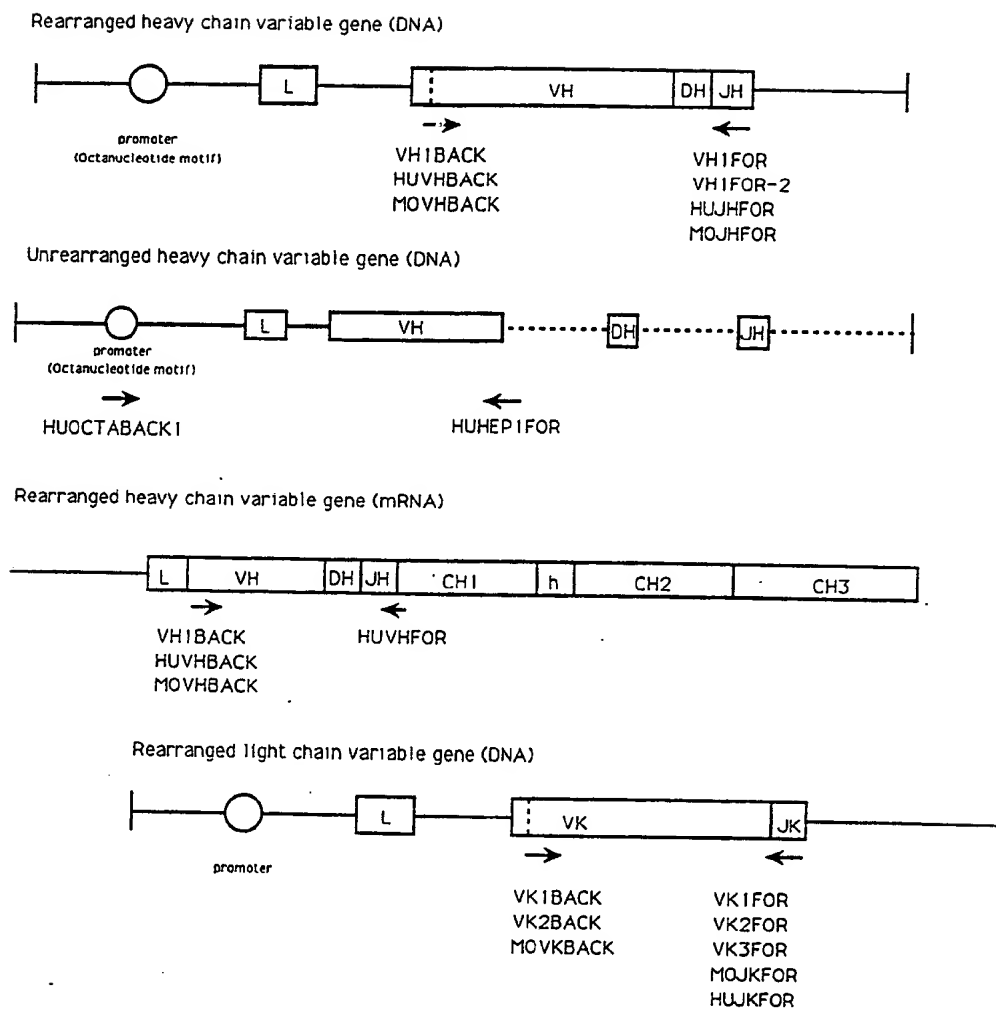 Rearranged heavy chain variable gene (DNA)
L
VH
DH
JH
promoter
(Octanucleotide motif)
VH1BACK
HUVHBACK
MOVHBACK
VH1FOR
VH1FOR-2
HUJHFOR
MOJHFOR
Unrearranged heavy chain variable gene (DNA)
L
VH
DH
JH
promoter
(Octanucleotide motif)
HUOCTABACK1
HUHEP1FOR
Rearranged heavy chain variable gene (mRNA)
L
VH
DH
JH
CH1
h
CH2
CH3
VH1BACK
HUVHBACK
MOVHBACK
HUVHFOR
Rearranged light chain variable gene (DNA)
L
VK
JK
promoter
VK1BACK
VK2BACK
MOVKBACK
VK1FOR
VK2FOR
VK3FOR
MOJKFOR
HUJKFOR